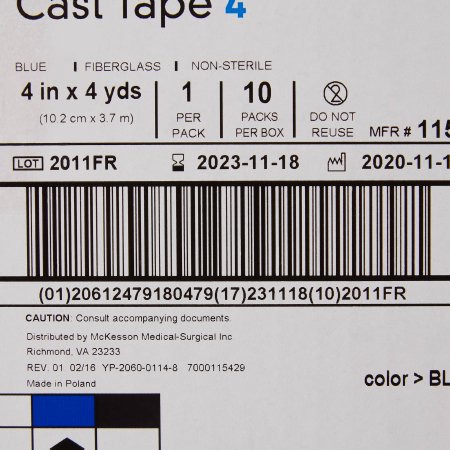 Cast Tape 4
BLUE | FIBERGLASS | NON-STERILE
4 in x 4 yds
(10.2 cm x 3.7 m)
1
PER
PACK
10
PACKS
PER BOX
DO NOT
REUSE
MFR # 115
LOT 2011FR 2023-11-18 2020-11-1
(01)20612479180479(17)231118(10)2011FR
CAUTION: Consult accompanying documents.
Distributed by McKesson Medical-Surgical Inc
Richmond, VA 23233
REV. 01 02/16 YP-2060-0114-8 7000115429
Made in Poland
color > BL